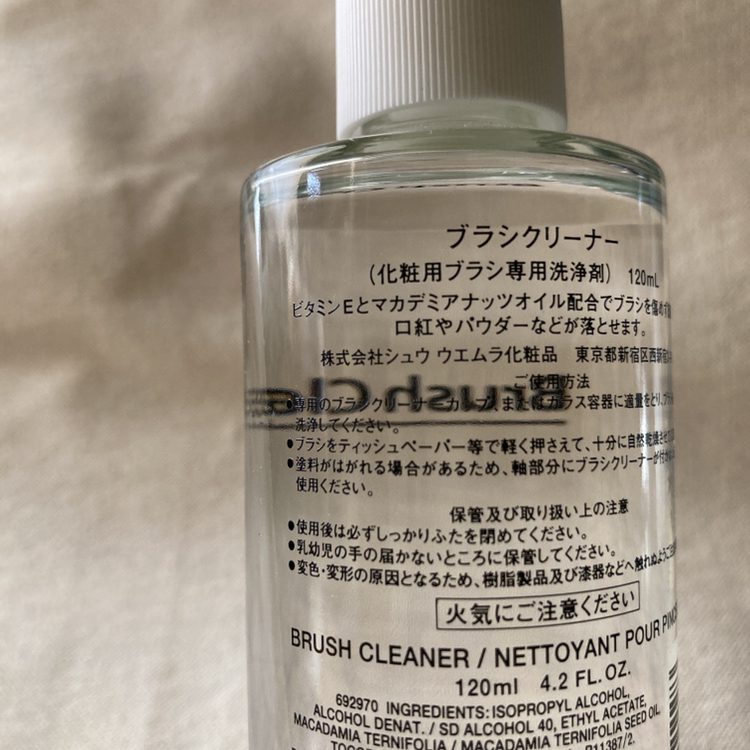 ブラシクリーナー
(化粧用ブラシ専用洗浄剤) 120mL
ビタミンEとマカデミアナッツオイル配合でブラシを傷めず
口紅やパウダーなどが落とせます。
株式会社シュウ ウエムラ化粧品 東京都新宿区西新宿
ご使用方法
●専用のブラシクリーナーカップ、またはガラス容器に適量をとり、
洗浄してください。
●ブラシをティッシュペーパー等で軽く押さえて、十分に自然乾燥させて
●塗料がはがれる場合があるため、軸部分にブラシクリーナーが付かな
使用ください。
保管及び取り扱い上の注意
●使用後は必ずしっかりふたを閉めてください。
●乳幼児の手の届かないところに保管してください。
●変色・変形の原因となるため、樹脂製品及び漆器などへ触れぬようご注
火気にご注意ください
BRUSH CLEANER / NETTOYANT POUR
120ml 4.2 FL. OZ.
692970 INGREDIENTS: ISOPROPYL ALCOHOL,
ALCOHOL DENAT. / SD ALCOHOL 40, ETHYL ACETATE,
MACADAMIA TERNIFOLIA / MACADAMIA TERNIFOLIA SEED OIL,
Brush Cle